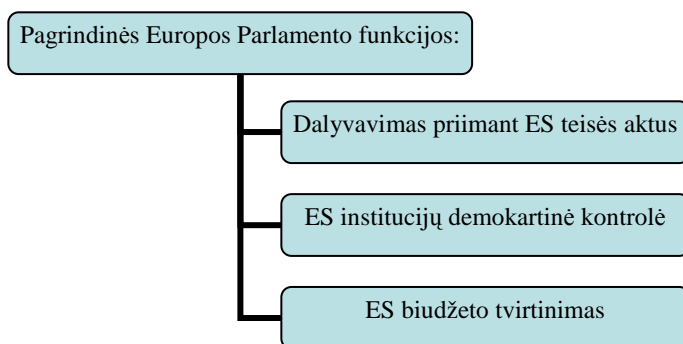 Pagrindinės Europos Parlamento funkcijos:
Dalyvavimas priimant ES teisės aktus
ES institucijų demokartinė kontrolė
ES biudžeto tvirtinimas